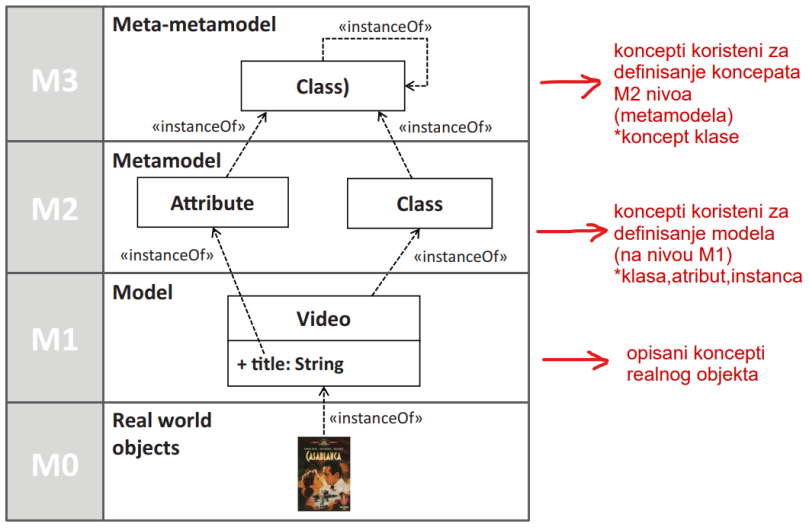 M3
Meta-metamodel
«instanceOf»
Class)
«instanceOf»
«instanceOf»
koncepti koristeni za
definisanje koncepata
M2 nivoa
(metamodela)
*koncept klase
M2
Metamodel
Attribute
Class
«instanceOf»
«instanceOf»
koncepti koristeni za
definisanje modela
(na nivou M1)
*klasa,atribut,instanca
M1
Model
Video
+ title: String
opisani koncepti
realnog objekta
M0
Real world
objects
«instanceOf»
CASABLANCA